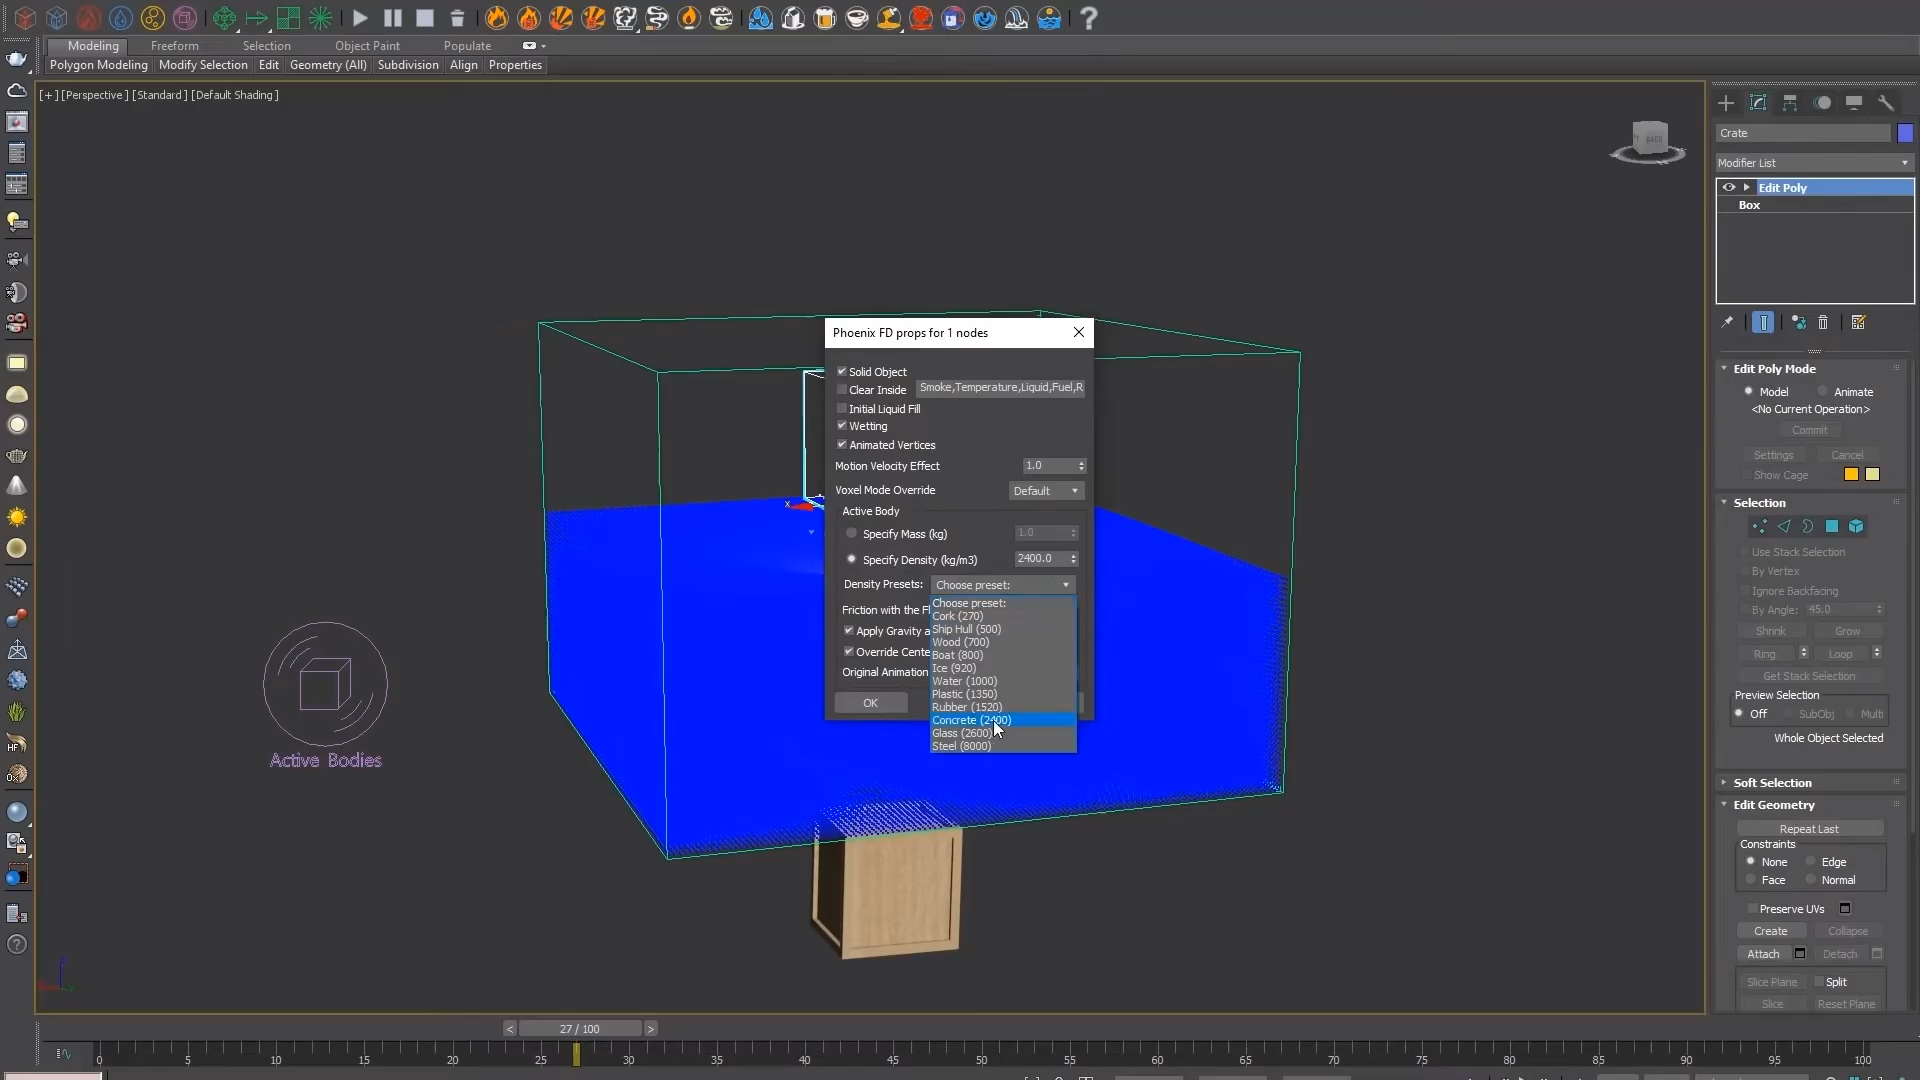 Modeling
Freeform
Selection
Object Paint
Populate
Polygon Modeling
Modify Selection
Edit
Geometry (All)
Subdivision
Align
Properties
[+] [Perspective ] [Standard ] [Default Shading ]
BACK
Crate
Modifier List
Edit Poly
Box
Phoenix FD props for 1 nodes
Solid Object
Clear Inside
Smoke,Temperature,Liquid,Fuel,R
Initial Liquid Fill
Wetting
Animated Vertices
Motion Velocity Effect
1.0
Voxel Mode Override
Default
Active Body
Specify Mass (kg)
1.0
Specify Density (kg/m3)
2400.0
Density Presets:
Choose preset:
Choose preset:
Cork (270)
Ship Hull (500)
Wood (700)
Boat (800)
Ice (920)
Water (1000)
Plastic (1350)
Rubber (1520)
Concrete (2400)
Glass (2600)
Steel (8000)
Friction with the Fl
Apply Gravity a
Override Cente
Original Animation
OK
Active Bodies
x
Edit Poly Mode
Model
Animate
<No Current Operation>
Commit
Settings
Cancel
Show Cage
Selection
Use Stack Selection
By Vertex
Ignore Backfacing
By Angle:
45.0
Shrink
Grow
Ring
Loop
Get Stack Selection
Preview Selection
Off
SubObj
Multi
Whole Object Selected
Soft Selection
Edit Geometry
Repeat Last
Constraints
None
Edge
Face
Normal
Preserve UVs
Create
Collapse
Attach
Detach
Slice Plane
Split
Slice
Reset Plane
HF
< 27 / 100 >
0 5 10 15 20 25 30 35 40 45 50 55 60 65 70 75 80 85 90 95 100